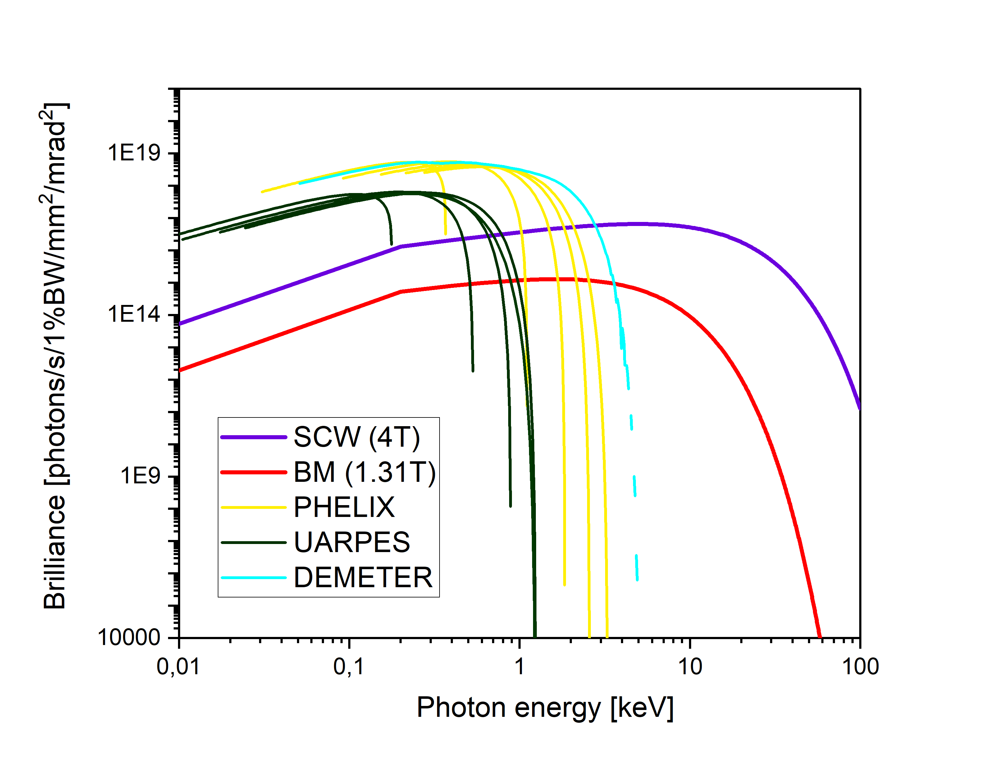 Brilliance [photons/s/1%BW/mm²/mrad²]
1E19
1E14
1E9
10000
SCW (4T)
BM (1.31T)
PHELIX
UARPES
DEMETER
0,01
0,1
1
10
100
Photon energy [keV]